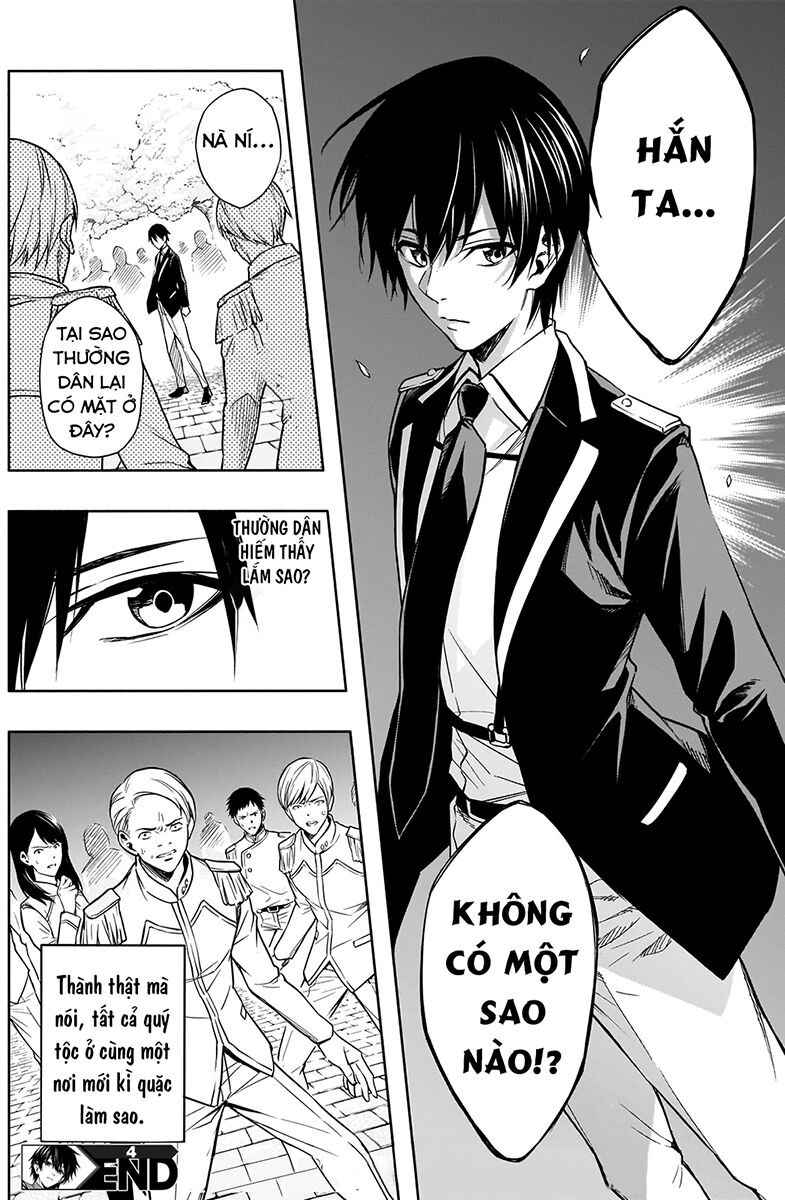 HẮN
TA...
KHÔNG
CÓ MỘT
SAO
NÀO!?
NÀ NÍ...
TẠI SAO
THƯỜNG
DÂN LẠI
CÓ MẶT Ở
ĐÂY?
THƯỜNG DÂN
HIẾM THẤY
LẮM SAO?
Thành thật mà
nói, tất cả quý
tộc ở cùng một
nơi mới kì quặc
làm sao.
4
END